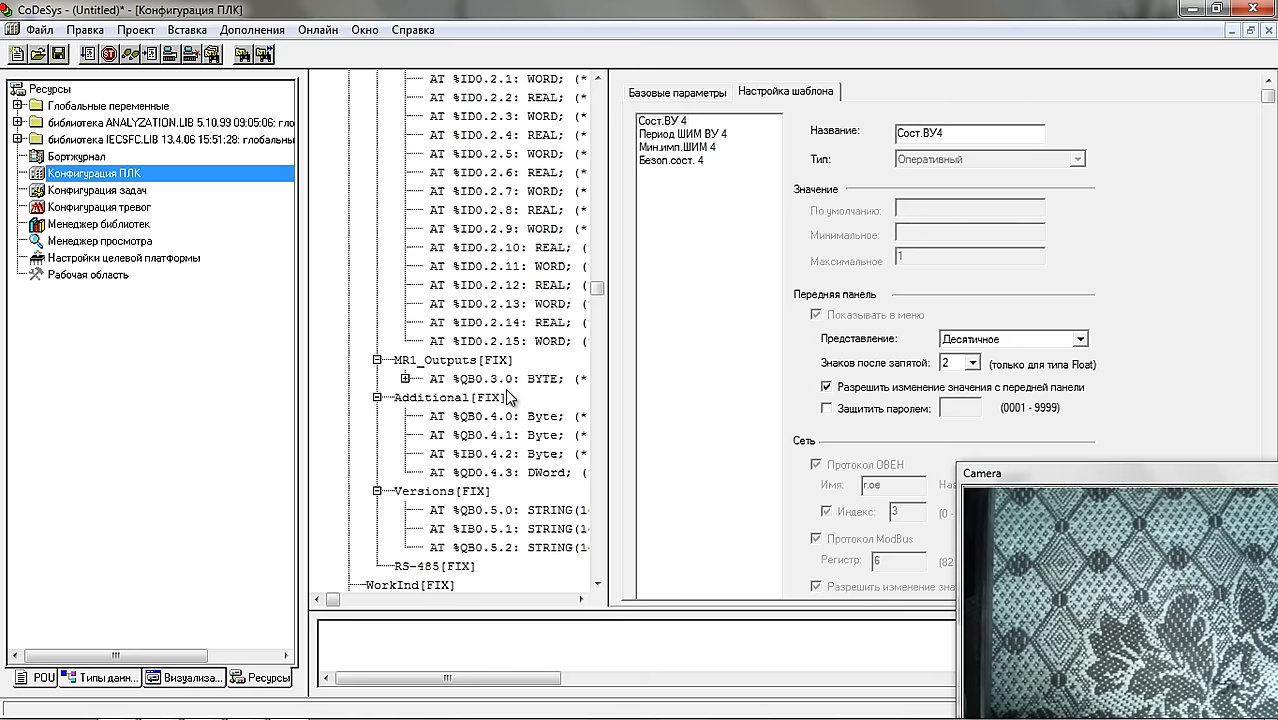 CoDeSys - (Untitled)* - [Конфигурация ПЛК]
Файл Правка Проект Вставка Дополнения Онлайн Окно Справка
Ресурсы
Глобальные переменные
библиотека ANALYZATION.LIB 5.10.99 09:05:06: гло
библиотека IECSFC.LIB 13.4.06 15:51:28: глобальны
Бортжурнал
Конфигурация ПЛК
Конфигурация задач
Конфигурация тревог
Менеджер библиотек
Менеджер просмотра
Настройки целевой платформы
Рабочая область
POU Типы данн... Визуализа... Ресурсы
AT %ID0.2.1: WORD; (*
AT %ID0.2.2: REAL; (*
AT %ID0.2.3: WORD; (*
AT %ID0.2.4: REAL; (*
AT %ID0.2.5: WORD; (*
AT %ID0.2.6: REAL; (*
AT %ID0.2.7: WORD; (*
AT %ID0.2.8: REAL; (*
AT %ID0.2.9: WORD; (*
AT %ID0.2.10: REAL; (
AT %ID0.2.11: WORD; (
AT %ID0.2.12: REAL; (
AT %ID0.2.13: WORD; (
AT %ID0.2.14: REAL; (
AT %ID0.2.15: WORD; (
MR1_Outputs[FIX]
AT %QB0.3.0: BYTE; (*
Additional[FIX]
AT %QB0.4.0: Byte; (*
AT %QB0.4.1: Byte; (*
AT %IB0.4.2: Byte; (*
AT %QD0.4.3: DWord; (*
Versions[FIX]
AT %QB0.5.0: STRING(1
AT %IB0.5.1: STRING(1
AT %QB0.5.2: STRING(1
RS-485[FIX]
WorkInd[FIX]
Базовые параметры Настройка шаблона
Сост.ВУ 4
Период ШИМ ВУ 4
Мин.имп.ШИМ 4
Безоп.сост. 4
Название: Сост.ВУ4
Тип: Оперативный
Значение
По умолчанию:
Минимальное:
Максимальное 1
Передняя панель
Показывать в меню
Представление: Десятичное
Знаков после запятой: 2 (только для типа Float)
Разрешить изменение значения с передней панели
Защитить паролем: (0001 - 9999)
Сеть
Протокол ОВЕН
Имя: r.oe Наз
Индекс: 3 (0 -
Протокол ModBus
Регистр: 6 (82
Разрешить изменение зна
Camera